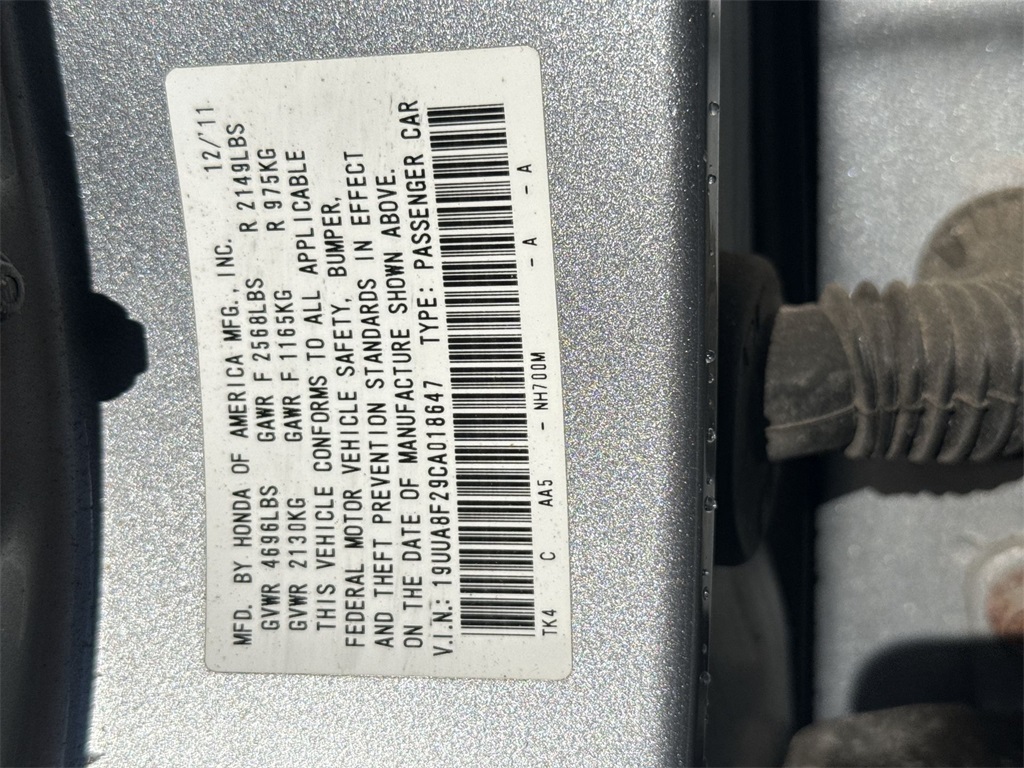 MFD. BY HONDA OF AMERICA MFG., INC. 12/'11
GVWR 4696LBS GAWR F 2568LBS R 2149LBS
GVWR 2130KG GAWR F 1165KG R 975KG
THIS VEHICLE CONFORMS TO ALL APPLICABLE
FEDERAL MOTOR VEHICLE SAFETY, BUMPER,
AND THEFT PREVENTION STANDARDS IN EFFECT
ON THE DATE OF MANUFACTURE SHOWN ABOVE.
V.I.N.: 19UUA8F29CA018647 TYPE: PASSENGER CAR
TK4 C AA5 - NH700M - A - A